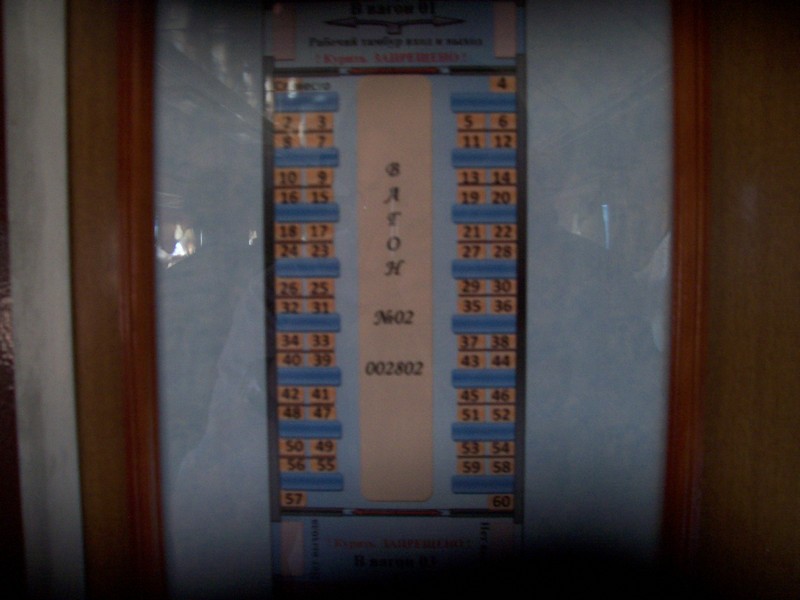 В вагон 01
Рабочий тамбур вход и выход
! Курить ЗАПРЕЩЕНО !
место 4
2 3 5 6
8 7 11 12
10 9 13 14
16 15 19 20
18 17 21 22
24 23 27 28
26 25 29 30
32 31 35 36
34 33 37 38
40 39 43 44
42 41 45 46
48 47 51 52
50 49 53 54
56 55 59 58
57 60
ВАГОН
№02
002802
! Курить ЗАПРЕЩЕНО !
В вагон 03